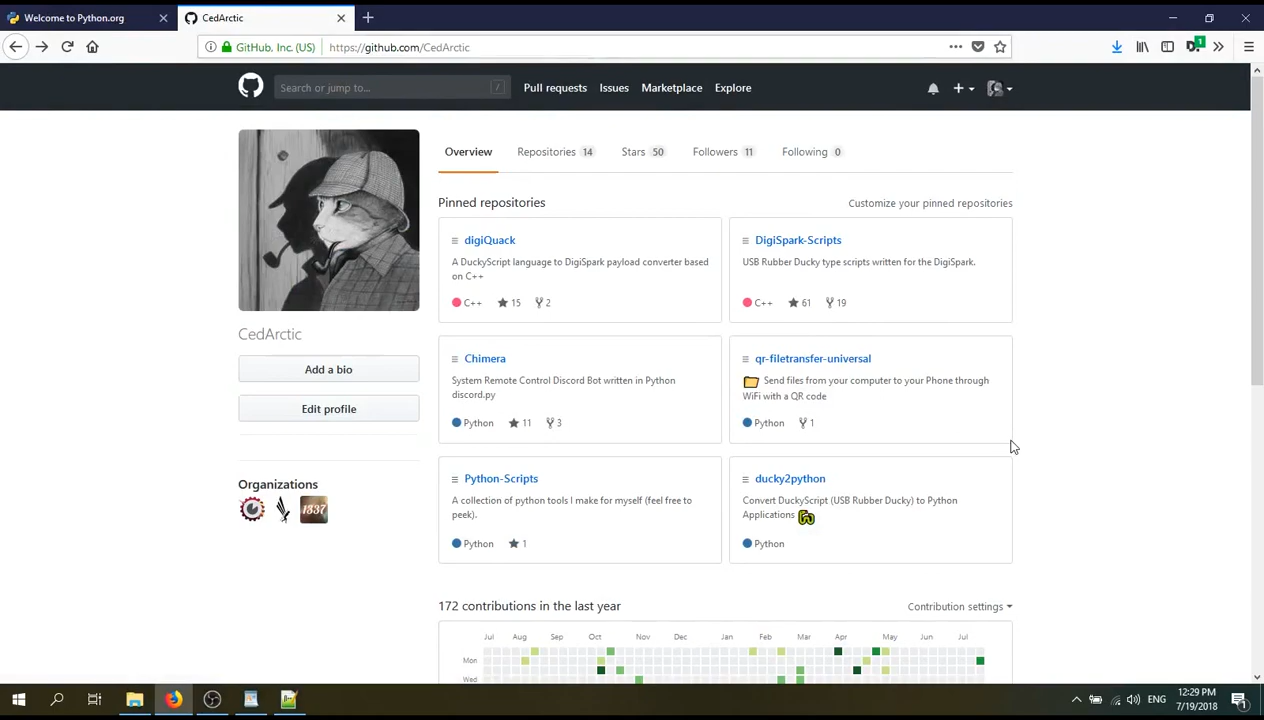 Welcome to Python.org
CedArctic
GitHub, Inc. (US)
https://github.com/CedArctic
1
Search or jump to...
/
Pull requests
Issues
Marketplace
Explore
Overview
Repositories 14
Stars 50
Followers 11
Following 0
Pinned repositories
Customize your pinned repositories
digiQuack
A DuckyScript language to DigiSpark payload converter based
on C++
C++ 15 2
DigiSpark-Scripts
USB Rubber Ducky type scripts written for the DigiSpark.
C++ 61 19
CedArctic
Add a bio
Edit profile
Organizations
1337
Chimera
System Remote Control Discord Bot written in Python
discord.py
Python 11 3
qr-filetransfer-universal
Send files from your computer to your Phone through
WiFi with a QR code
Python 1
Python-Scripts
A collection of python tools I make for myself (feel free to
peek).
Python 1
ducky2python
Convert DuckyScript (USB Rubber Ducky) to Python
Applications
Python
172 contributions in the last year
Contribution settings
Jul Aug Sep Oct Nov Dec Jan Feb Mar Apr May Jun Jul
Mon
Wed
ENG
12:29 PM
7/19/2018
1